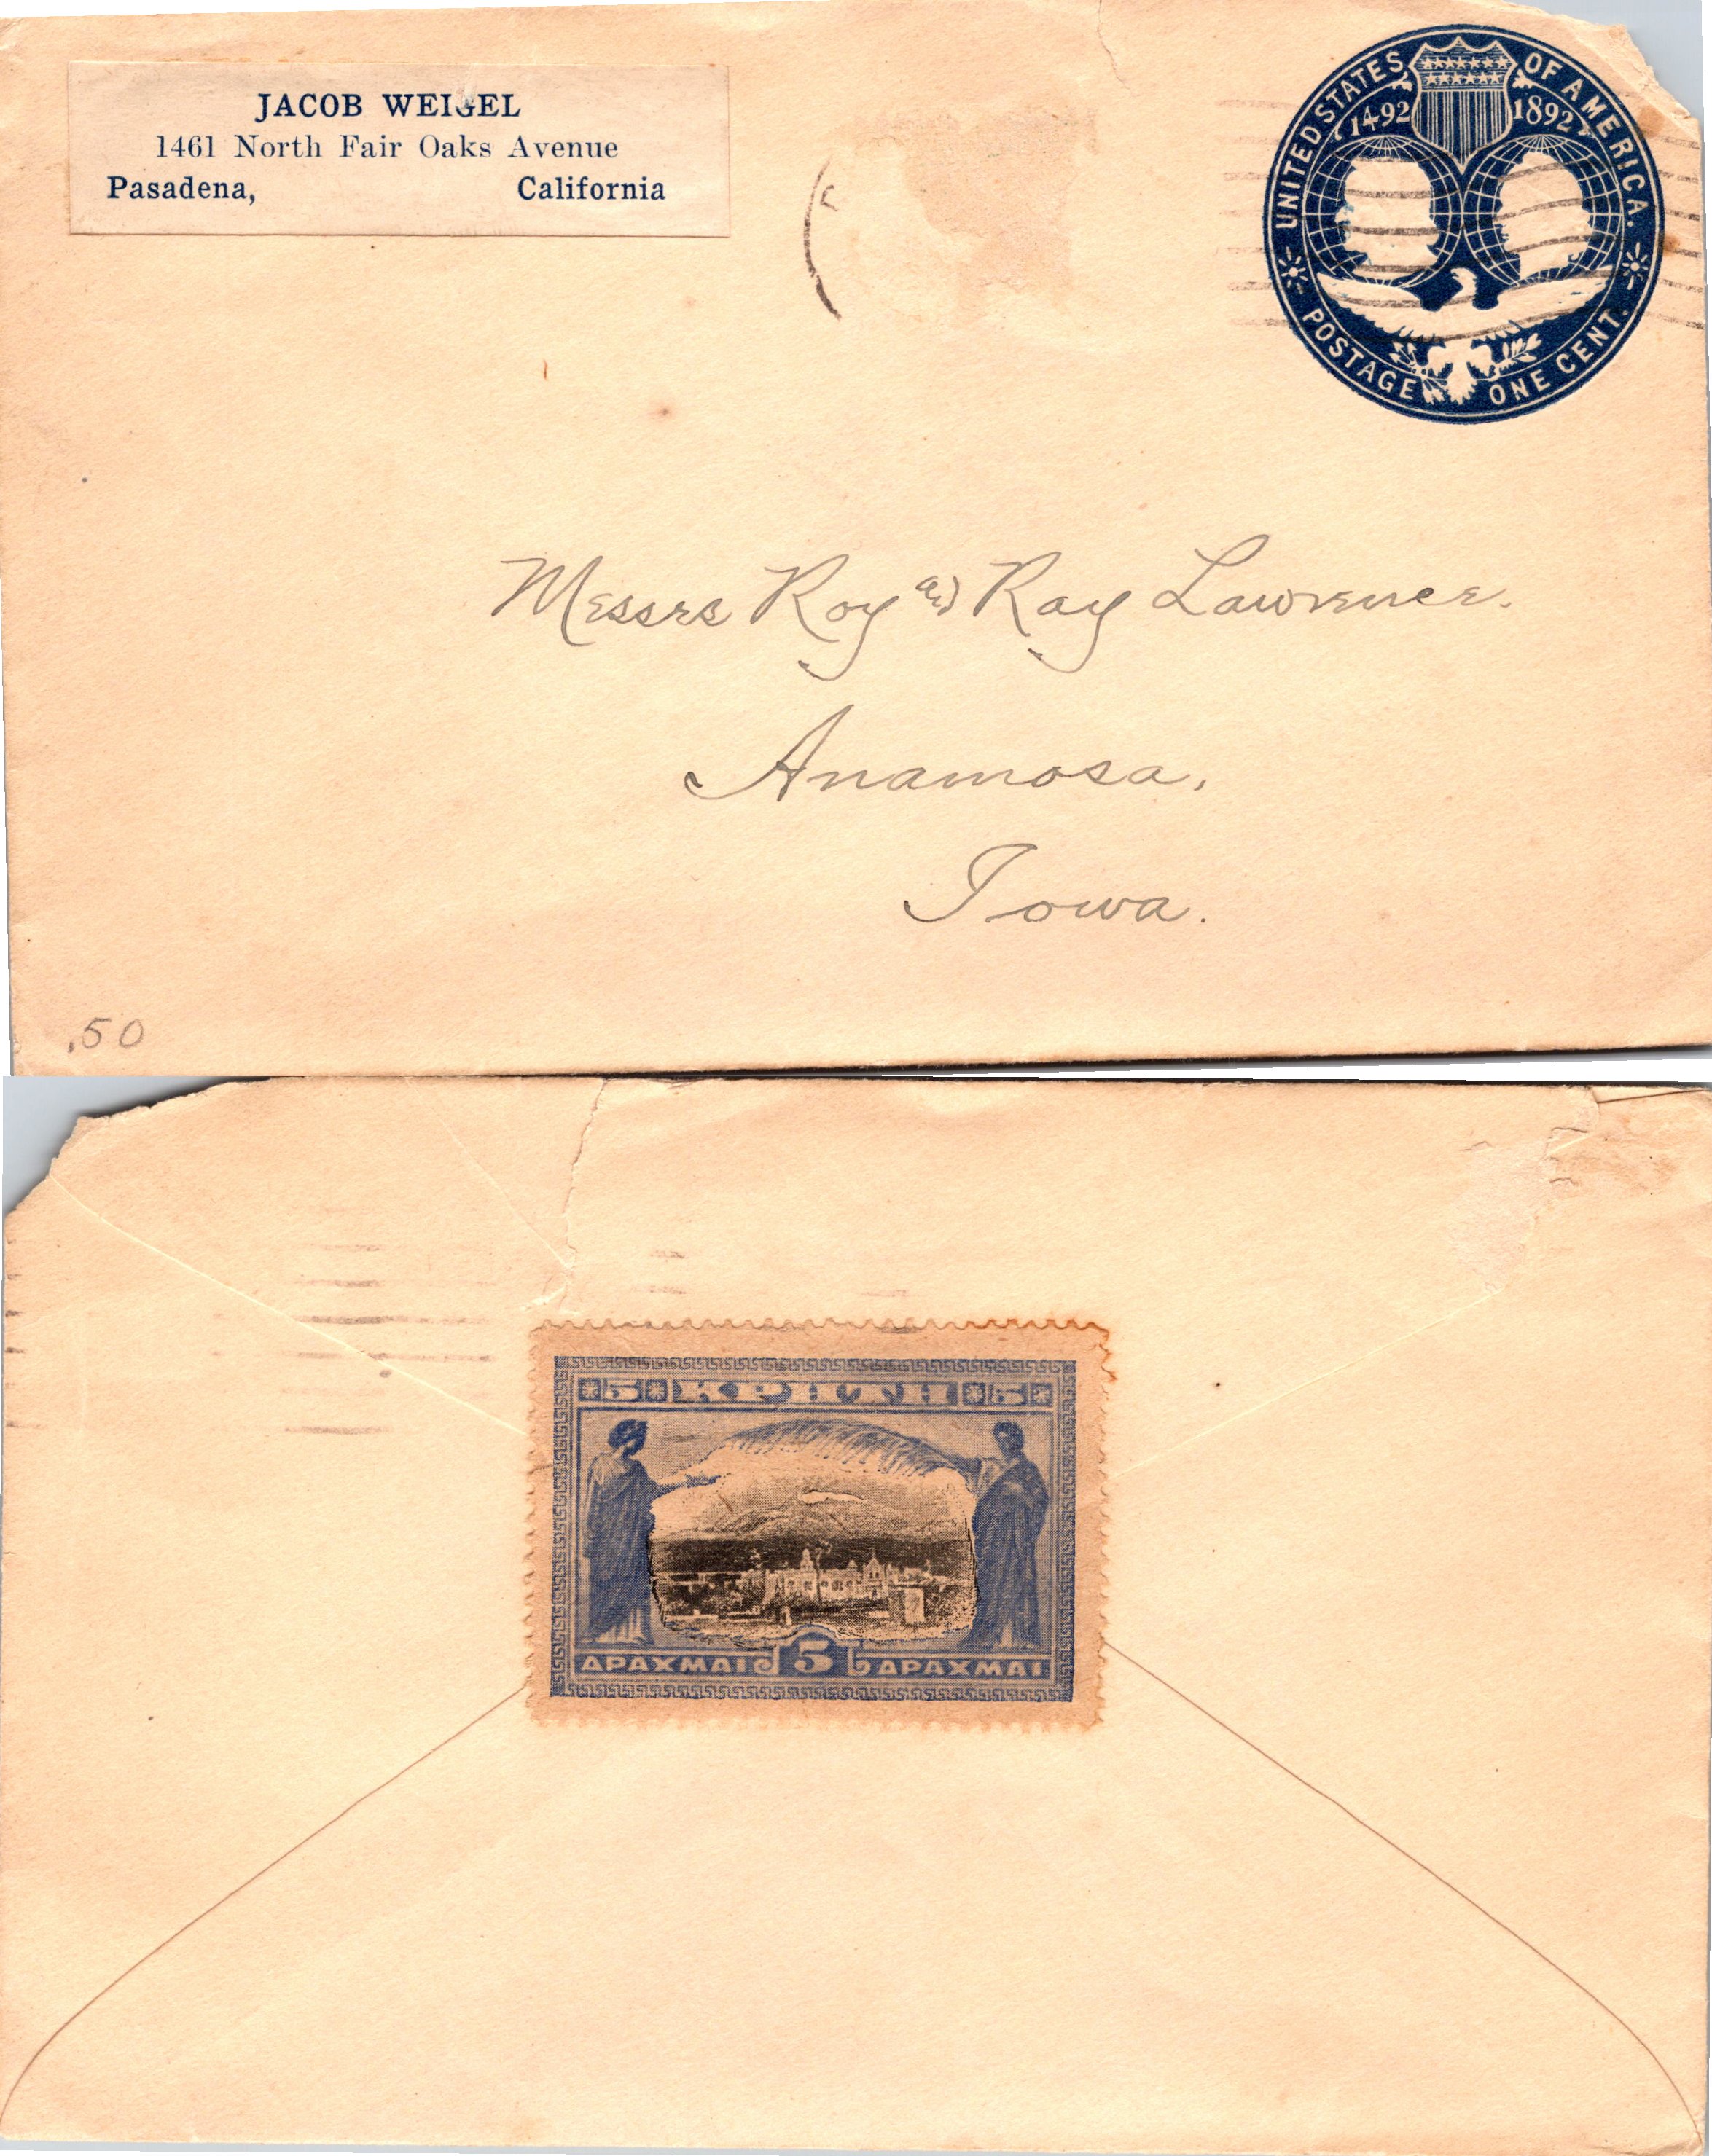 JACOB WEIGEL
1461 North Fair Oaks Avenue
Pasadena, California
UNITED STATES OF AMERICA.
1492 1892
POSTAGE ONE CENT.
Messrs Roy and Ray Lawrence.
Anamosa,
Iowa.
.50
5 ΚΡΗΤΗ 5
ΔΡΑΧΜΑΙ 5 ΔΡΑΧΜΑΙ